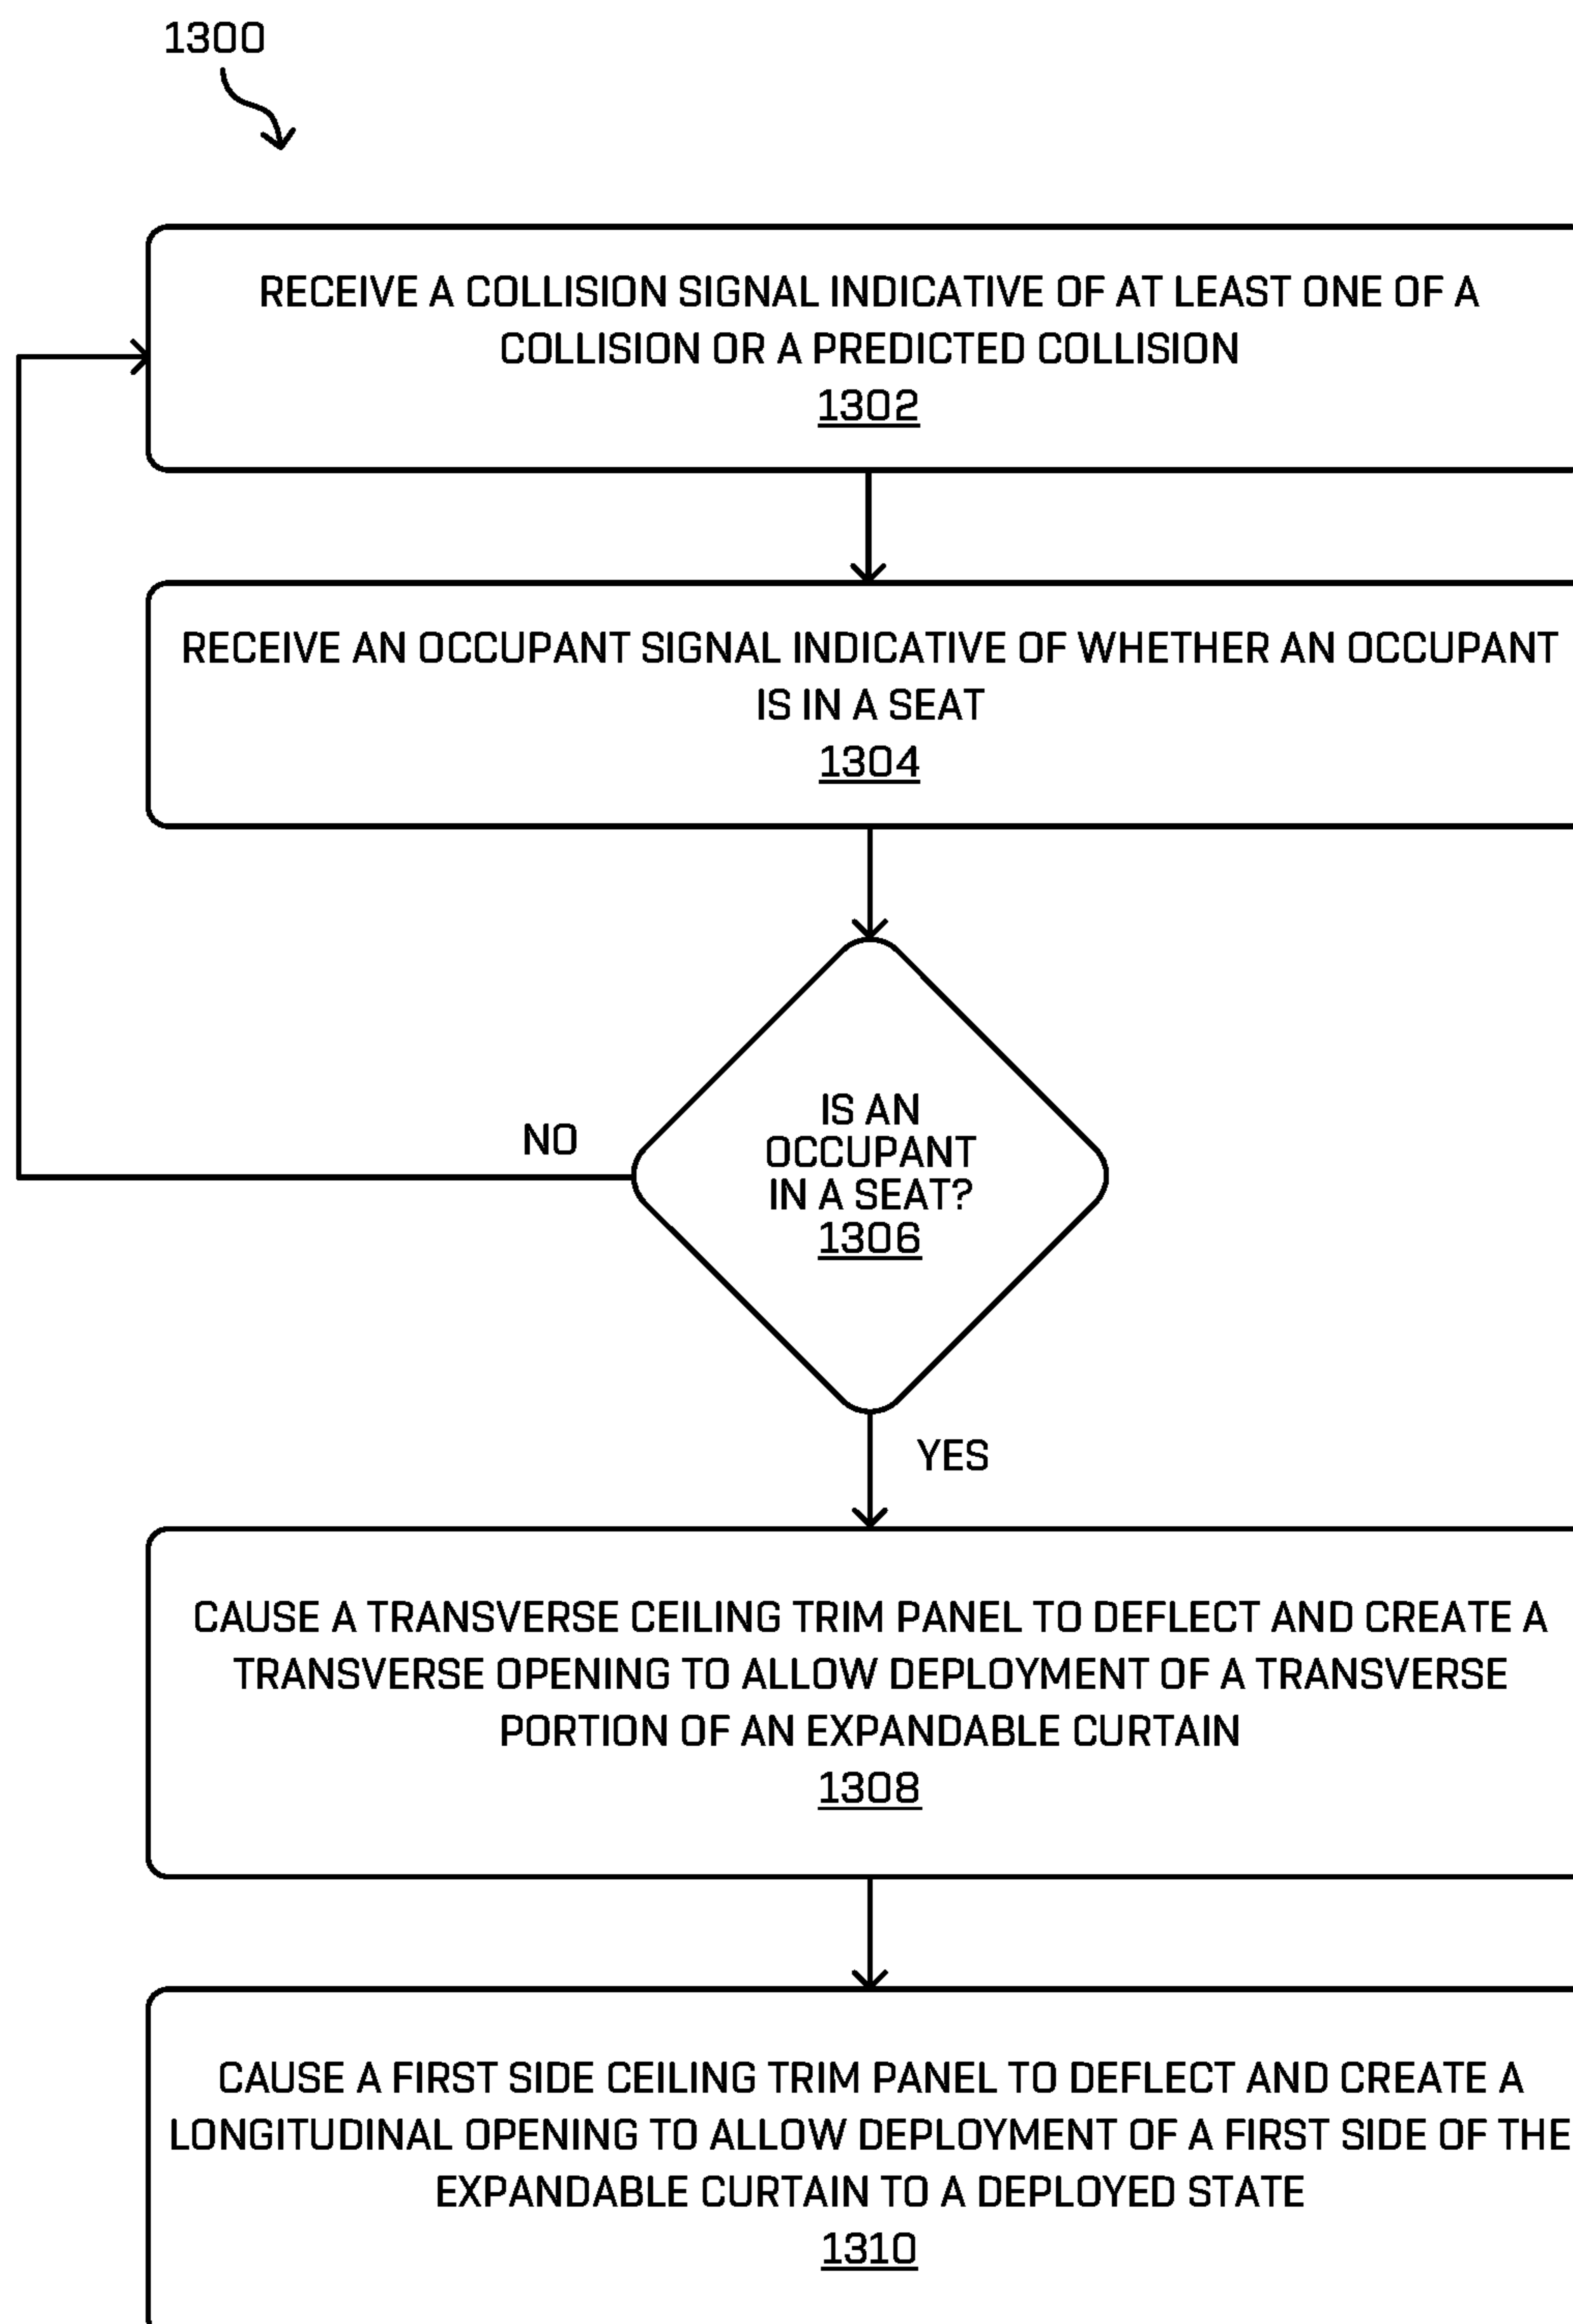 1300
RECEIVE A COLLISION SIGNAL INDICATIVE OF AT LEAST ONE OF A
COLLISION OR A PREDICTED COLLISION
1302
RECEIVE AN OCCUPANT SIGNAL INDICATIVE OF WHETHER AN OCCUPANT
IS IN A SEAT
1304
IS AN
OCCUPANT
IN A SEAT?
1306
NO
YES
CAUSE A TRANSVERSE CEILING TRIM PANEL TO DEFLECT AND CREATE A
TRANSVERSE OPENING TO ALLOW DEPLOYMENT OF A TRANSVERSE
PORTION OF AN EXPANDABLE CURTAIN
1308
CAUSE A FIRST SIDE CEILING TRIM PANEL TO DEFLECT AND CREATE A
LONGITUDINAL OPENING TO ALLOW DEPLOYMENT OF A FIRST SIDE OF THE
EXPANDABLE CURTAIN TO A DEPLOYED STATE
1310